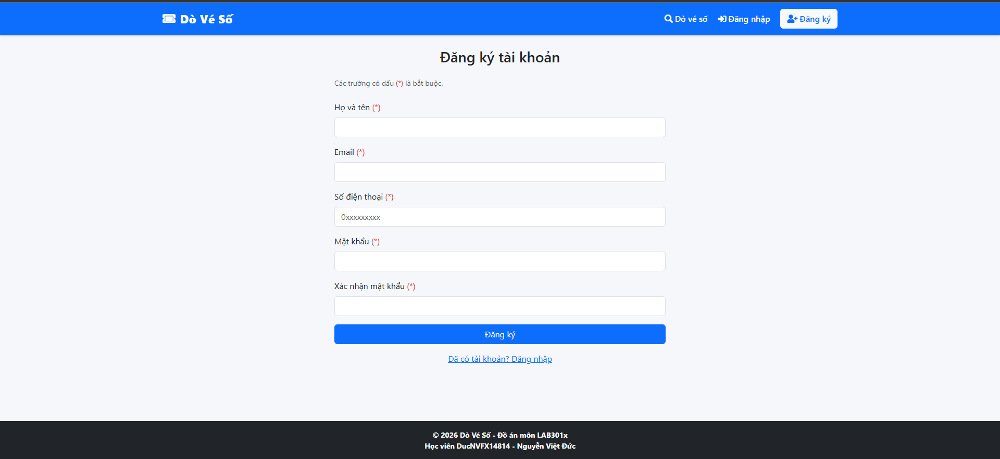 Dò Vé Số
Dò vé số
Đăng nhập
Đăng ký
Đăng ký tài khoản
Các trường có dấu (*) là bắt buộc.
Họ và tên (*)
Email (*)
Số điện thoại (*)
0xxxxxxxxx
Mật khẩu (*)
Xác nhận mật khẩu (*)
Đăng ký
Đã có tài khoản? Đăng nhập
© 2026 Dò Vé Số - Đồ án môn LAB301x
Học viên DucNVFX14814 - Nguyễn Việt Đức